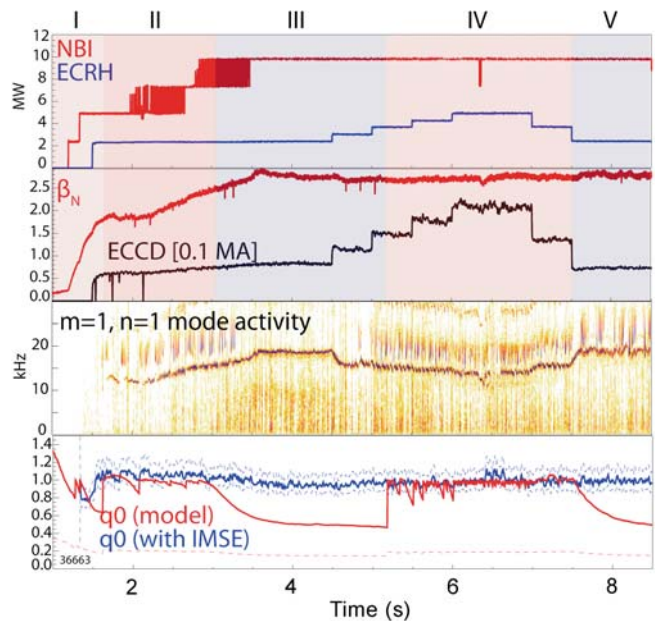 I II III IV V
12
NBI
10
ECRH
8
MW
6
4
2
0
2.5
βN
2.0
1.5
1.0
ECCD [0.1 MA]
0.5
0.0
m=1, n=1 mode activity
20
kHz
10
0
1.4
1.2
1.0
0.8
0.6
q0 (model)
0.4
q0 (with IMSE)
0.2
36663
0.0
2 4 6 8
Time (s)